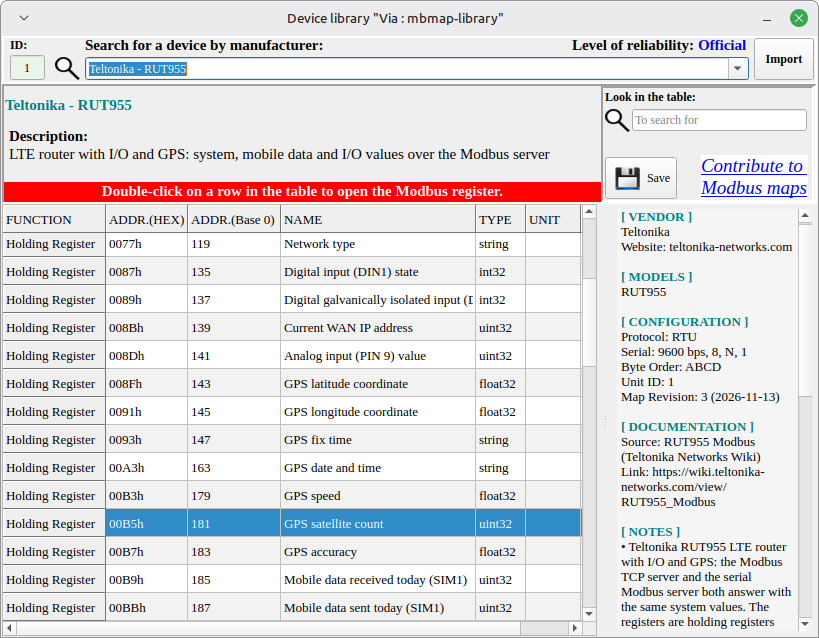 Device library "Via : mbmap-library"
ID:
Search for a device by manufacturer:
Level of reliability: Official
1
Teltonika - RUT955
Import
Teltonika - RUT955
Description:
LTE router with I/O and GPS: system, mobile data and I/O values over the Modbus server
Double-click on a row in the table to open the Modbus register.
Look in the table:
To search for
Save
Contribute to
Modbus maps
FUNCTION ADDR.(HEX) ADDR.(Base 0) NAME TYPE UNIT
Holding Register 0077h 119 Network type string
Holding Register 0087h 135 Digital input (DIN1) state int32
Holding Register 0089h 137 Digital galvanically isolated input (D int32
Holding Register 008Bh 139 Current WAN IP address uint32
Holding Register 008Dh 141 Analog input (PIN 9) value uint32
Holding Register 008Fh 143 GPS latitude coordinate float32
Holding Register 0091h 145 GPS longitude coordinate float32
Holding Register 0093h 147 GPS fix time string
Holding Register 00A3h 163 GPS date and time string
Holding Register 00B3h 179 GPS speed float32
Holding Register 00B5h 181 GPS satellite count uint32
Holding Register 00B7h 183 GPS accuracy float32
Holding Register 00B9h 185 Mobile data received today (SIM1) uint32
Holding Register 00BBh 187 Mobile data sent today (SIM1) uint32
[ VENDOR ]
Teltonika
Website: teltonika-networks.com
[ MODELS ]
RUT955
[ CONFIGURATION ]
Protocol: RTU
Serial: 9600 bps, 8, N, 1
Byte Order: ABCD
Unit ID: 1
Map Revision: 3 (2026-11-13)
[ DOCUMENTATION ]
Source: RUT955 Modbus
(Teltonika Networks Wiki)
Link: https://wiki.teltonika-
networks.com/view/
RUT955_Modbus
[ NOTES ]
• Teltonika RUT955 LTE router
with I/O and GPS: the Modbus
TCP server and the serial
Modbus server both answer with
the same system values. The
registers are holding registers